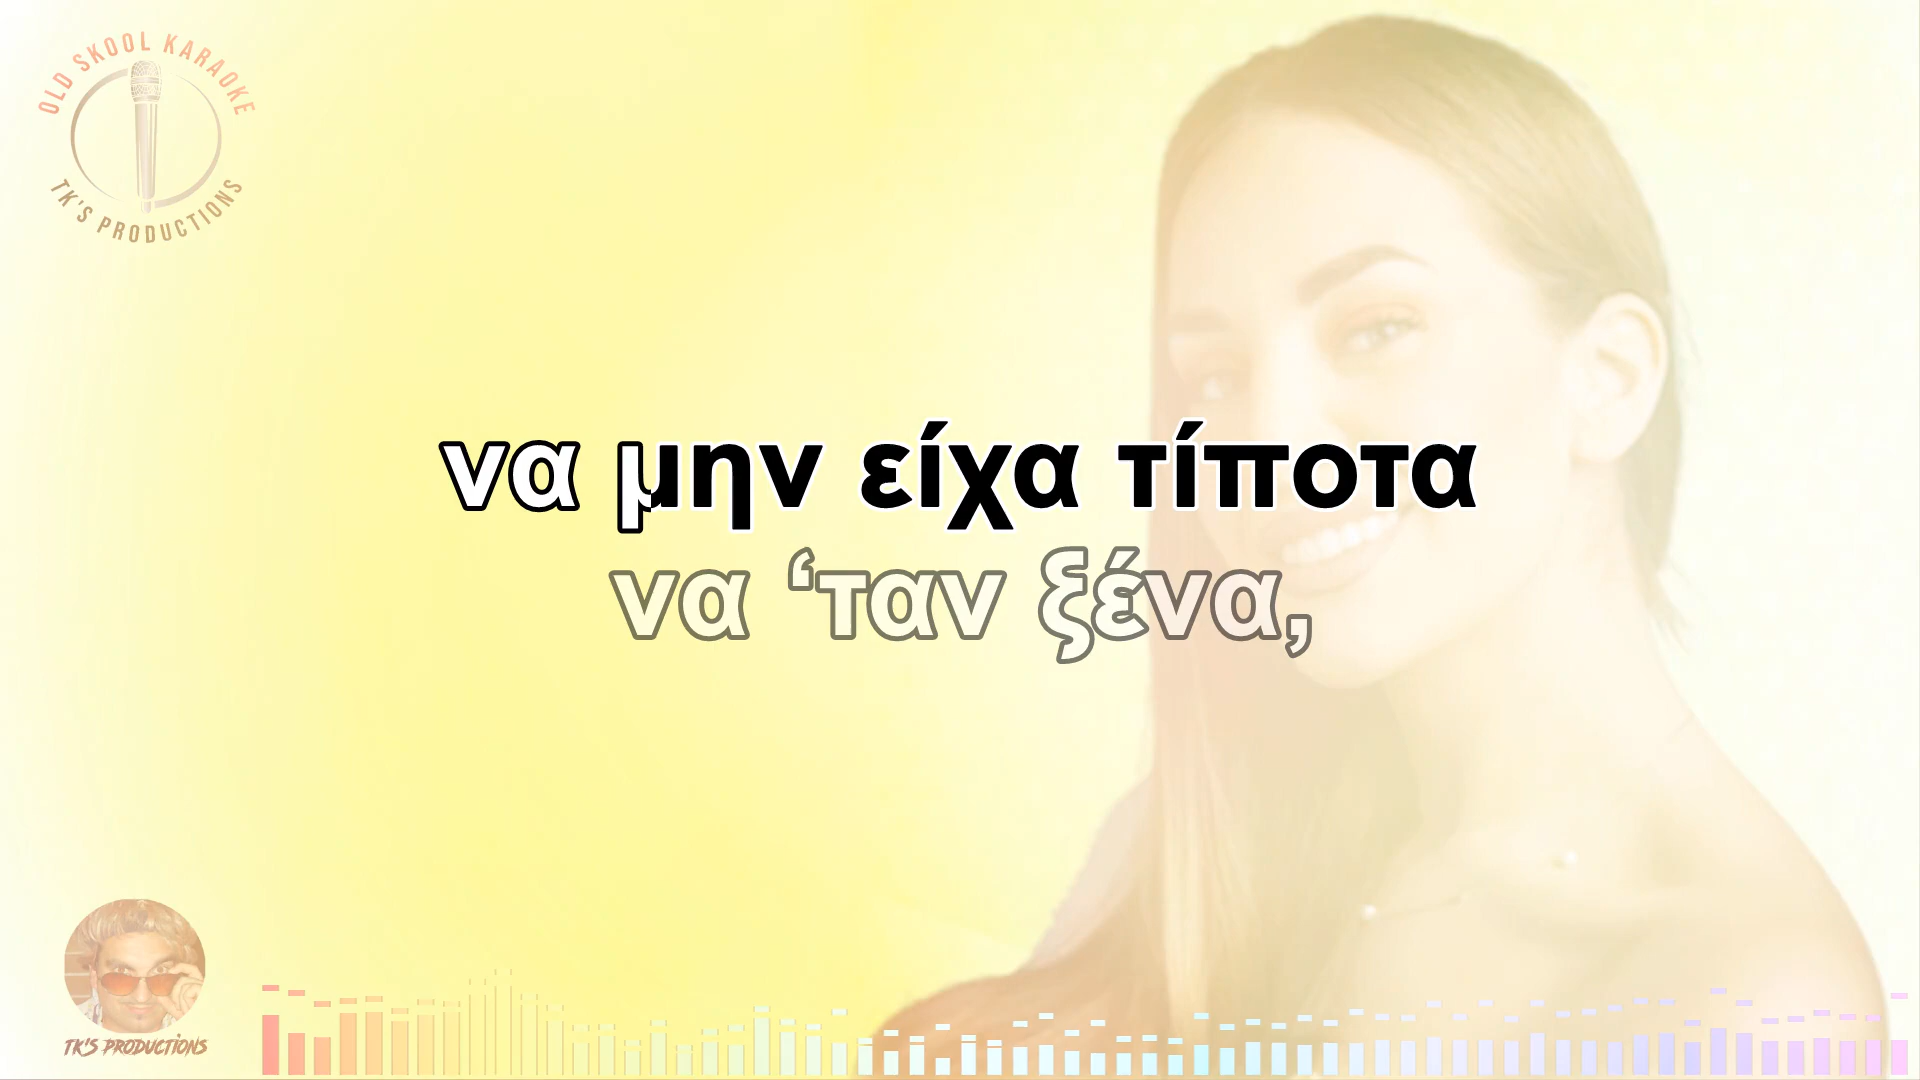 OLD SKOOL KARAOKE
TK'S PRODUCTIONS
να μην είχα τίποτα
να ‘ταν ξένα,
TK'S PRODUCTIONS